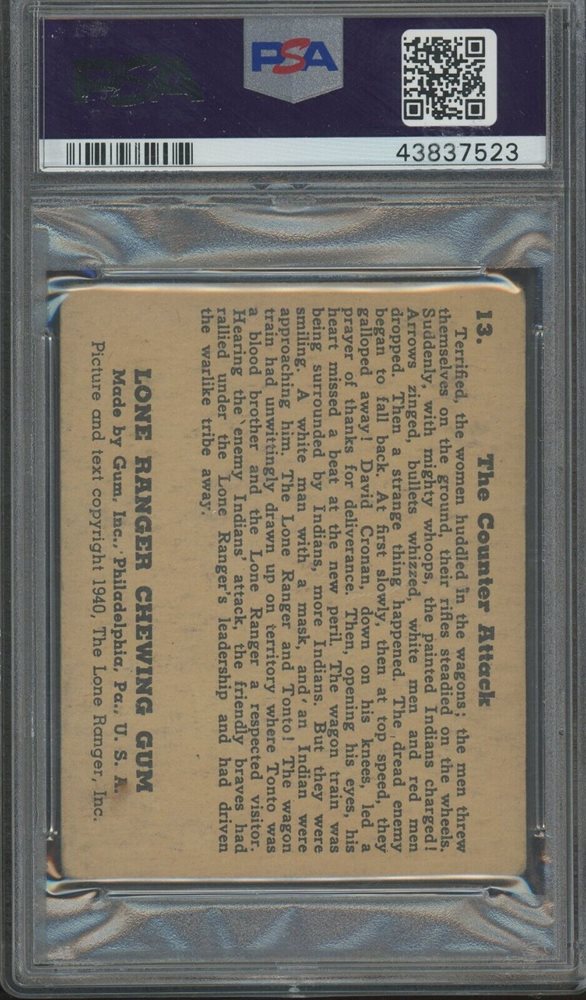 PSA
PSA
43837523
13. The Counter Attack
Terrified, the women huddled in the wagons; the men threw
themselves on the ground, their rifles steadied on the wheels.
Suddenly, with mighty whoops, the painted Indians charged!
Arrows zinged, bullets whizzed, white men and red men
dropped. Then a strange thing happened. The dread enemy
began to fall back. At first slowly, then at top speed, they
galloped away! David Cronan, down on his knees, led a
prayer of thanks for deliverance. Then, opening his eyes, his
heart missed a beat at the new peril. The wagon train was
being surrounded by Indians, more Indians. But they were
smiling. A white man with a mask, and an Indian were
approaching him. The Lone Ranger and Tonto! The wagon
train had unwittingly drawn up on territory where Tonto was
a blood brother and the Lone Ranger a respected visitor.
Hearing the enemy Indians' attack, the friendly braves had
rallied under the Lone Ranger's leadership and had driven
the warlike tribe away.
LONE RANGER CHEWING GUM
Made by Gum, Inc., Philadelphia, Pa., U. S. A.
Picture and text copyright 1940, The Lone Ranger, Inc.